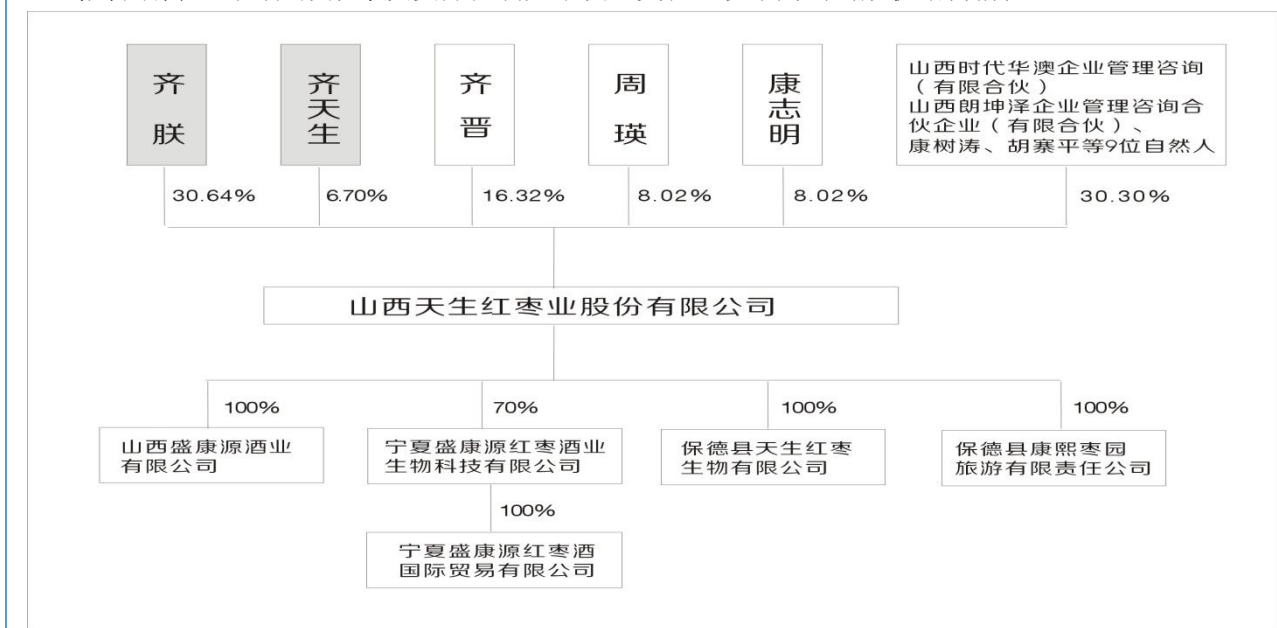 齐朕
齐天生
齐晋
周瑛
康志明
山西时代华澳企业管理咨询
（有限合伙）
山西朗坤泽企业管理咨询合
伙企业（有限合伙）、
康树涛、胡寨平等9位自然人
30.64%
6.70%
16.32%
8.02%
8.02%
30.30%
山西天生红枣业股份有限公司
100%
70%
100%
100%
山西盛康源酒业
有限公司
宁夏盛康源红枣酒业
生物科技有限公司
保德县天生红枣
生物有限公司
保德县康熙枣园
旅游有限责任公司
100%
宁夏盛康源红枣酒
国际贸易有限公司